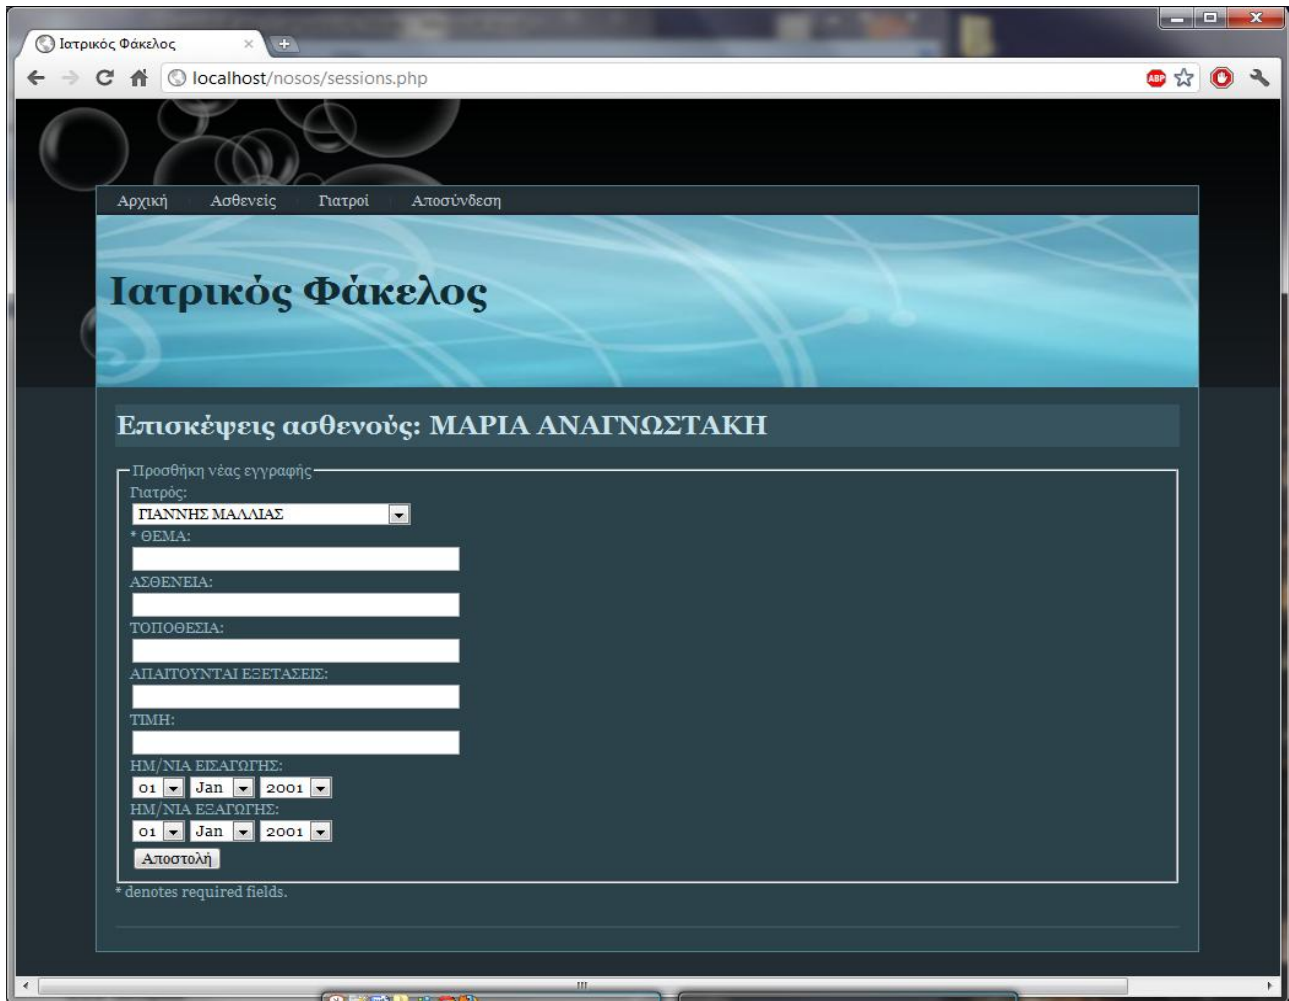 Ιατρικός Φάκελος
localhost/nosos/sessions.php
ABP
Αρχική Ασθενείς Γιατροί Αποσύνδεση
Ιατρικός Φάκελος
Επισκέψεις ασθενούς: ΜΑΡΙΑ ΑΝΑΓΝΩΣΤΑΚΗ
Προσθήκη νέας εγγραφής
Γιατρός:
ΓΙΑΝΝΗΣ ΜΑΛΛΙΑΣ
* ΘΕΜΑ:
ΑΣΘΕΝΕΙΑ:
ΤΟΠΟΘΕΣΙΑ:
ΑΠΑΙΤΟΥΝΤΑΙ ΕΞΕΤΑΣΕΙΣ:
ΤΙΜΗ:
ΗΜ/ΝΙΑ ΕΙΣΑΓΩΓΗΣ:
01 Jan 2001
ΗΜ/ΝΙΑ ΕΞΑΓΩΓΗΣ:
01 Jan 2001
Αποστολή
* denotes required fields.